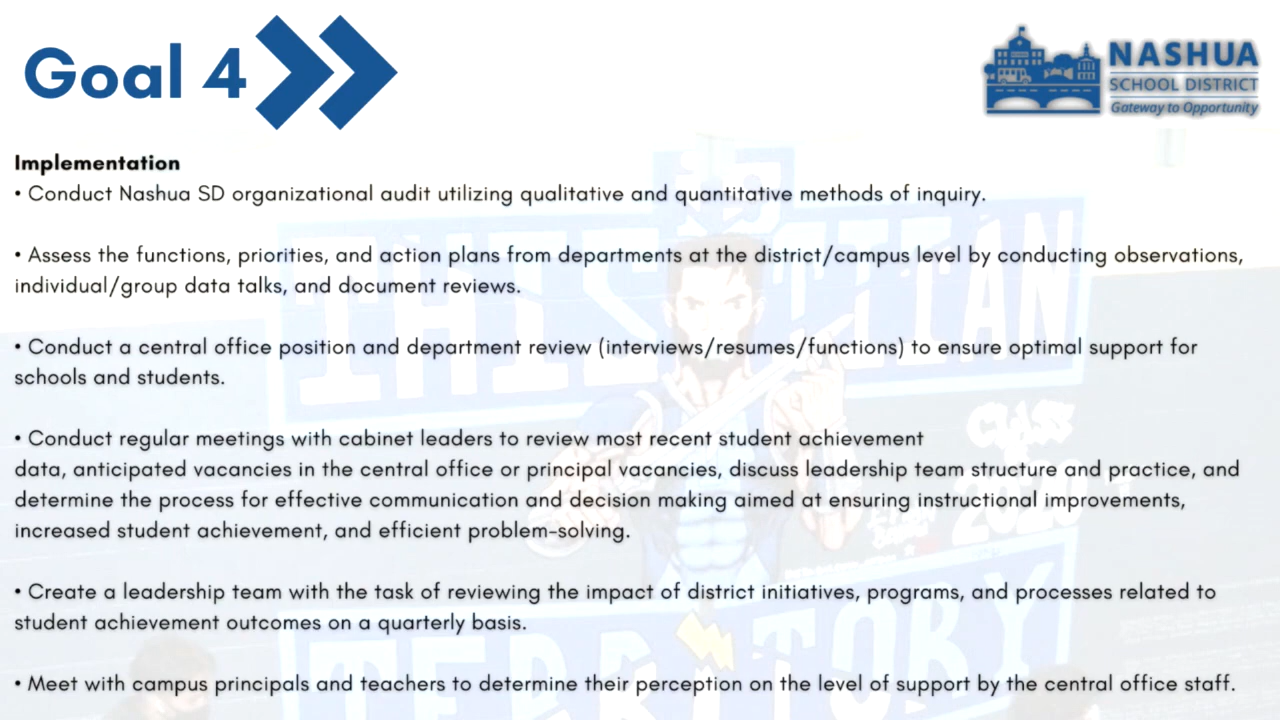 Goal 4
NASHUA
SCHOOL DISTRICT
Gateway to Opportunity
Implementation
• Conduct Nashua SD organizational audit utilizing qualitative and quantitative methods of inquiry.
• Assess the functions, priorities, and action plans from departments at the district/campus level by conducting observations,
individual/group data talks, and document reviews.
• Conduct a central office position and department review (interviews/resumes/functions) to ensure optimal support for
schools and students.
• Conduct regular meetings with cabinet leaders to review most recent student achievement
data, anticipated vacancies in the central office or principal vacancies, discuss leadership team structure and practice, and
determine the process for effective communication and decision making aimed at ensuring instructional improvements,
increased student achievement, and efficient problem-solving.
• Create a leadership team with the task of reviewing the impact of district initiatives, programs, and processes related to
student achievement outcomes on a quarterly basis.
• Meet with campus principals and teachers to determine their perception on the level of support by the central office staff.
THIS IS TITAN
CLASS
2020
TERRITORY